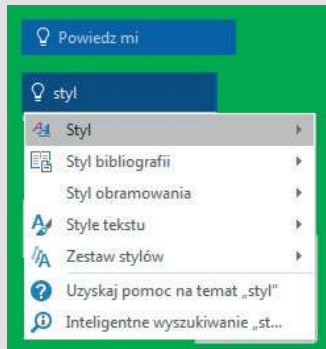 Powiedz mi
styl
Styl
Styl bibliografii
Styl obramowania
Style tekstu
Zestaw stylów
Uzyskaj pomoc na temat „styl”
Inteligentne wyszukiwanie „st...